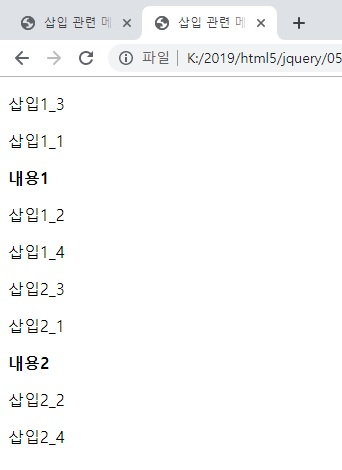 삽입 관련 메
삽입 관련 메
파일 K:/2019/html5/jquery/05
삽입1_3
삽입1_1
내용1
삽입1_2
삽입1_4
삽입2_3
삽입2_1
내용2
삽입2_2
삽입2_4